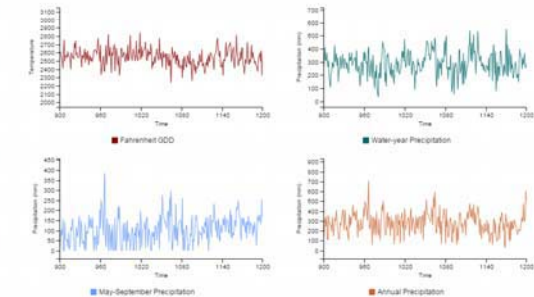 3100
3000
2900
2800
2700
2600
2500
2400
2300
2200
2100
2000
Temperature
900 960 1020 1080 1140 1200
Time
Fahrenheit GDD
700
600
500
400
300
200
100
0
Precipitation (mm)
900 960 1020 1080 1140 1200
Time
Water-year Precipitation
450
400
350
300
250
200
150
100
50
0
Precipitation (mm)
900 960 1020 1080 1140 1200
Time
May-September Precipitation
900
800
700
600
500
400
300
200
100
0
Precipitation (mm)
900 960 1020 1080 1140 1200
Time
Annual Precipitation